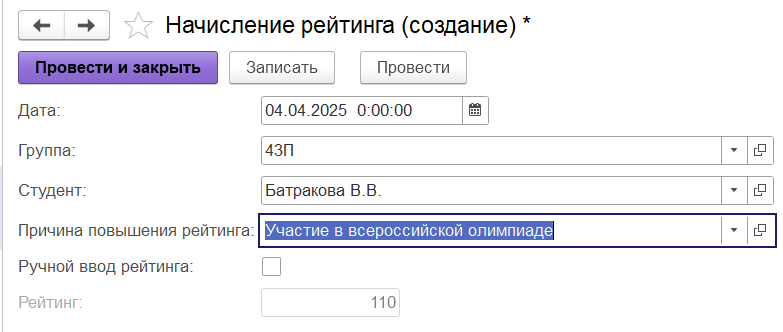 Начисление рейтинга (создание) *
Провести и закрыть Записать Провести
Дата: 04.04.2025 0:00:00
Группа: 43П
Студент: Батракова В.В.
Причина повышения рейтинга: Участие в всероссийской олимпиаде
Ручной ввод рейтинга:
Рейтинг: 110